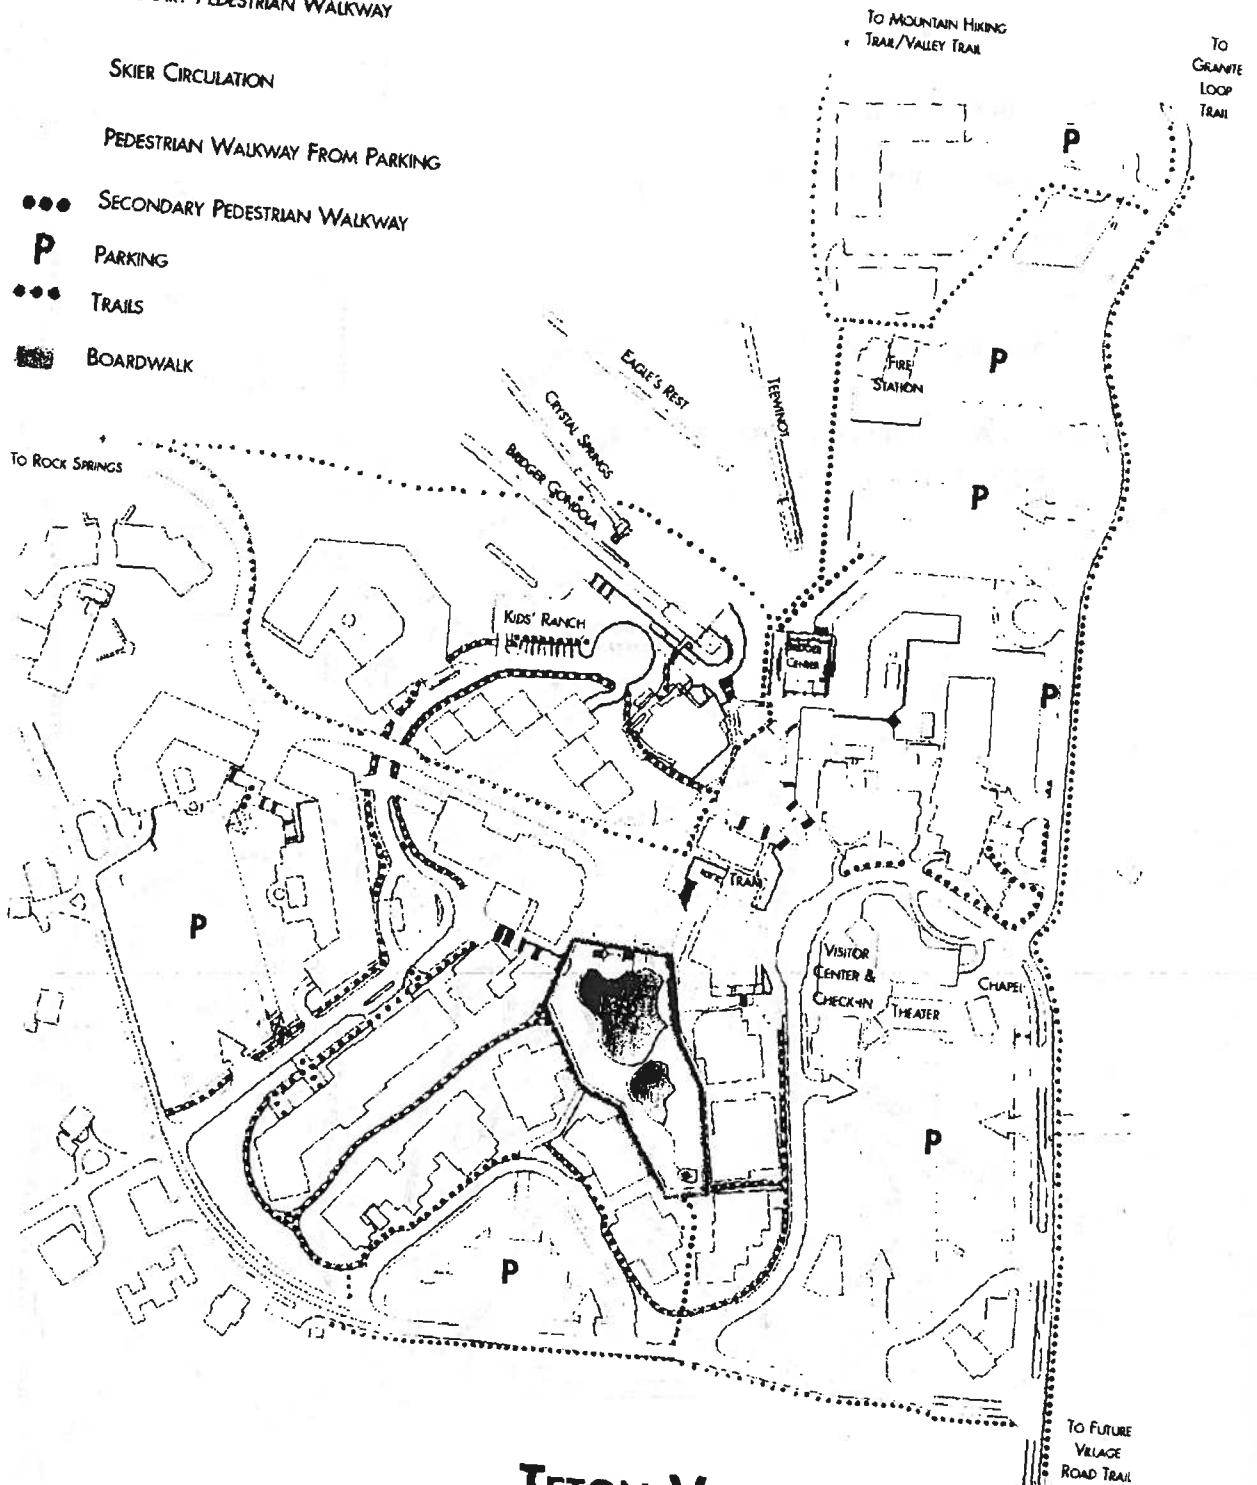 PEDESTRIAN WALKWAY
SKIER CIRCULATION
PEDESTRIAN WALKWAY FROM PARKING
SECONDARY PEDESTRIAN WALKWAY
P PARKING
TRAILS
BOARDWALK
TO MOUNTAIN HIKING
TRAIL/VALLEY TRAIL
TO
GRANITE
LOOP
TRAIL
P
P
FIRE
STATION
EAGLE'S REST
TEEWINOT
CRYSTAL SPRINGS
BRIDGER GONDOLA
TO ROCK SPRINGS
P
KIDS' RANCH
BRIDGER
CENTER
P
TRAM
P
VISITOR
CENTER &
CHECK-IN
THEATER
CHAPEL
P
P
TO FUTURE
VILLAGE
ROAD TRAIL
TETON